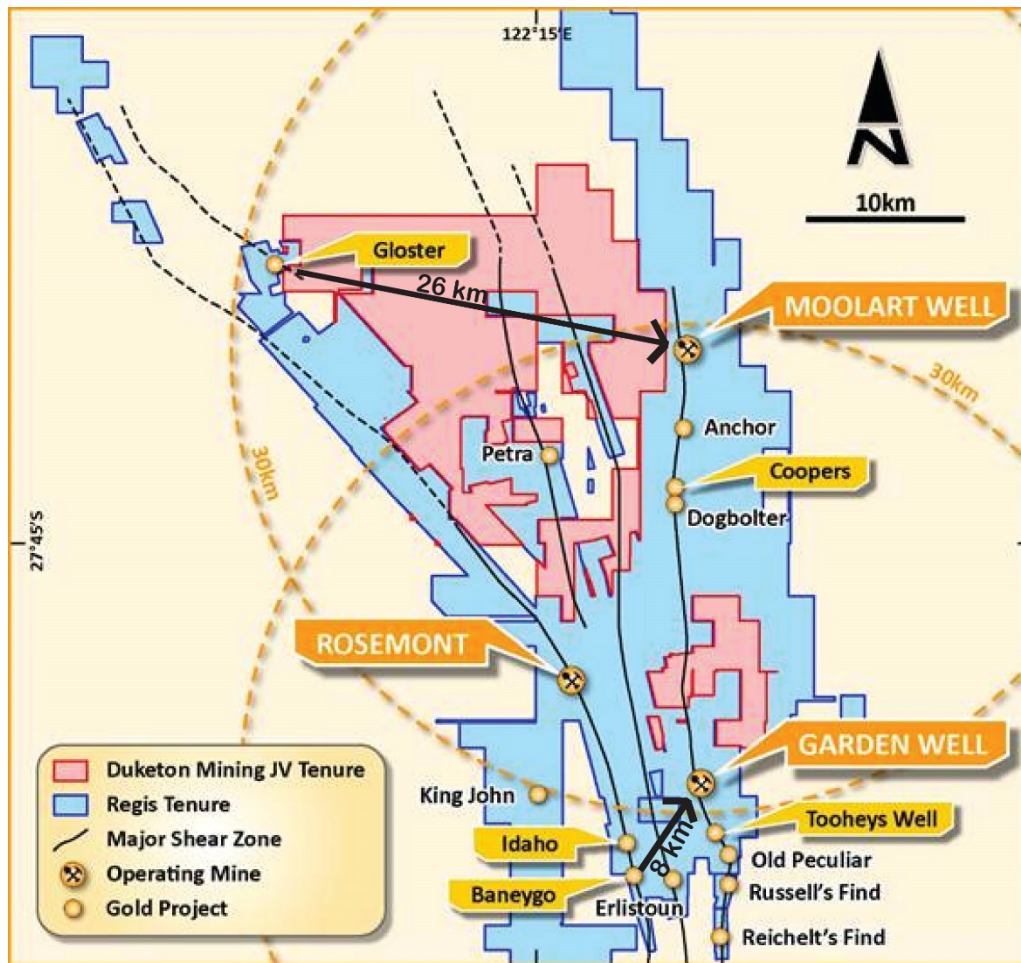 122°15'E
N
10km
Gloster
26 km
MOOLART WELL
30km
30km
Anchor
Petra
Coopers
Dogbolter
27°45'S
ROSEMONT
GARDEN WELL
King John
Tooheys Well
Idaho
8 km
Old Peculiar
Baneygo
Russell's Find
Erlistoun
Reichelt's Find
Duketon Mining JV Tenure
Regis Tenure
Major Shear Zone
Operating Mine
Gold Project